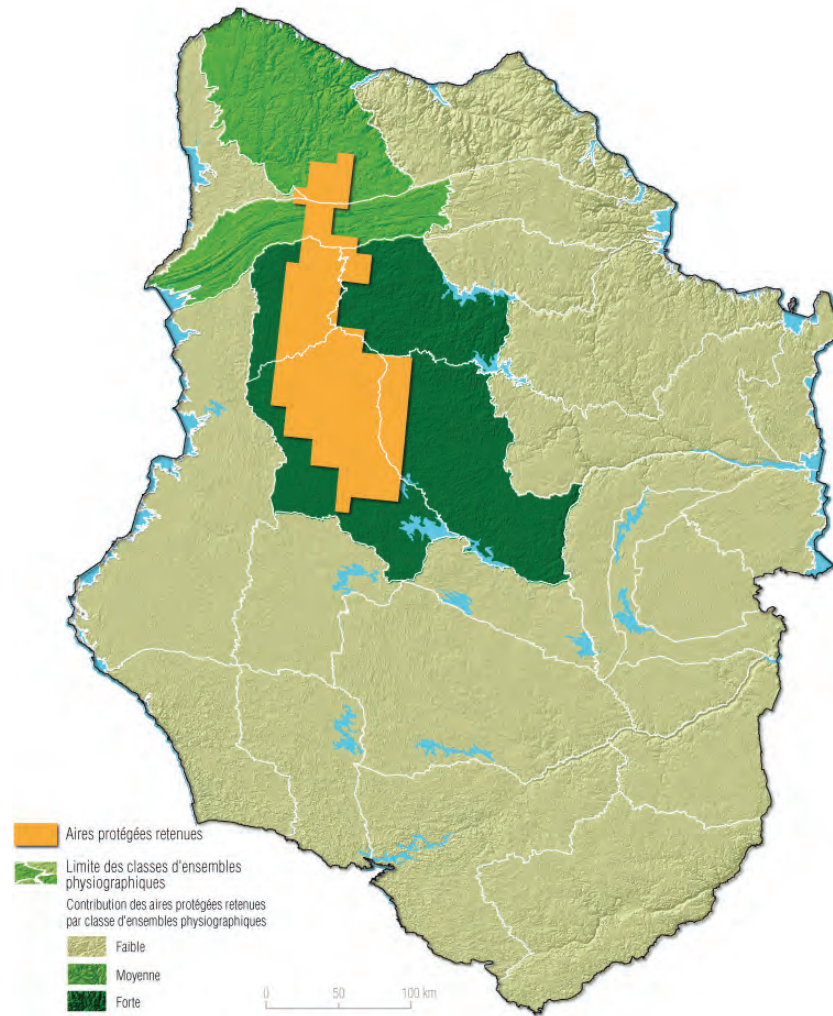 Aires protégées retenues
Limite des classes d'ensembles
physiographiques
Contribution des aires protégées retenues
par classe d'ensembles physiographiques
Faible
Moyenne
Forte
0 50 100 km